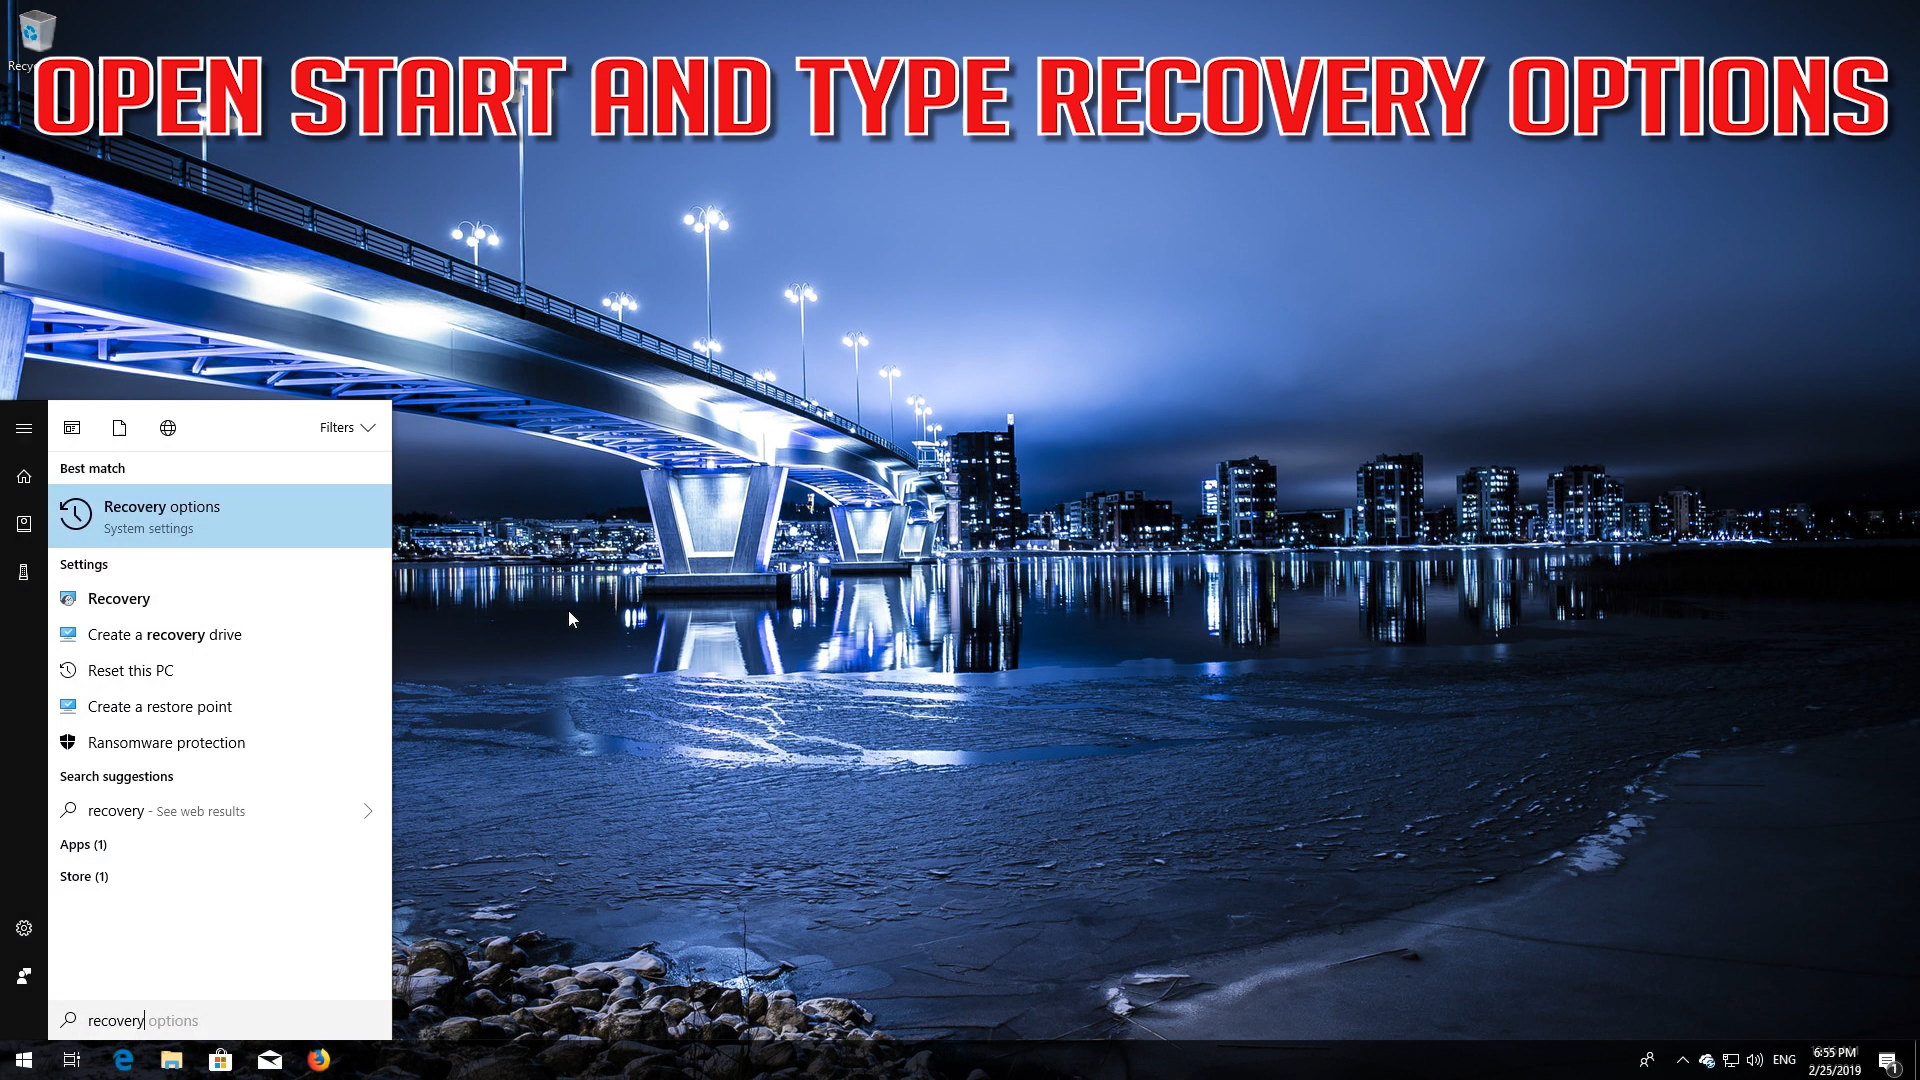 OPEN START AND TYPE RECOVERY OPTIONS
Filters
Best match
Recovery options
System settings
Settings
Recovery
Create a recovery drive
Reset this PC
Create a restore point
Ransomware protection
Search suggestions
recovery - See web results
Apps (1)
Store (1)
recovery options
ENG
6:55 PM
2/25/2019
1